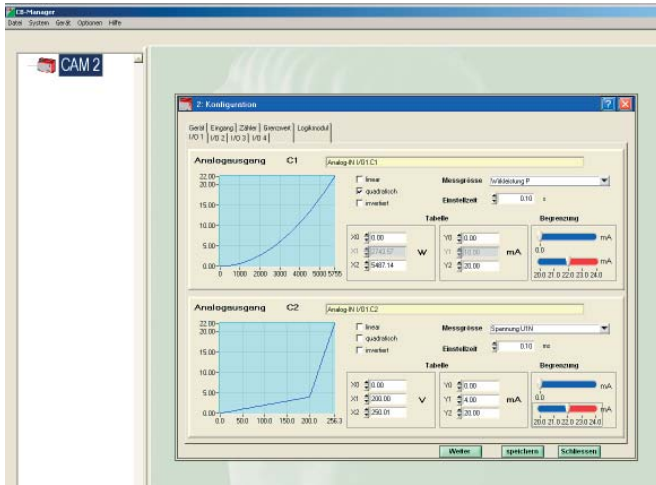 CB-Manager
Datei System Gerät Optionen Hilfe
CAM 2
2: Konfiguration
Gerät Eingang Zähler Grenzwert Logikmodul
I/O 1 I/O 2 I/O 3 I/O 4
Analogausgang C1 Analog-IN I/O1.C1
linear
quadratisch
invertiert
Messgrösse Wirkleistung P
Einstellzeit 0.10 s
Tabelle Begrenzung
X0 0.00 Y0 0.00
X1 2743.57 W Y1 10.00 mA
X2 5487.14 Y2 20.00
0.0 mA
mA
20.0 21.0 22.0 23.0 24.0
22.00
20.00
15.00
10.00
5.00
0.00
0 1000 2000 3000 4000 5000 5755
Analogausgang C2 Analog-IN I/O1.C2
linear
quadratisch
invertiert
Messgrösse Spannung U1N
Einstellzeit 0.10 ms
Tabelle Begrenzung
X0 0.00 Y0 0.00
X1 200.00 V Y1 4.00 mA
X2 250.01 Y2 20.00
0.0 mA
mA
20.0 21.0 22.0 23.0 24.0
22.00
20.00
15.00
10.00
5.00
0.00
0.0 50.0 100.0 150.0 200.0 256.3
Weiter speichern Schliessen